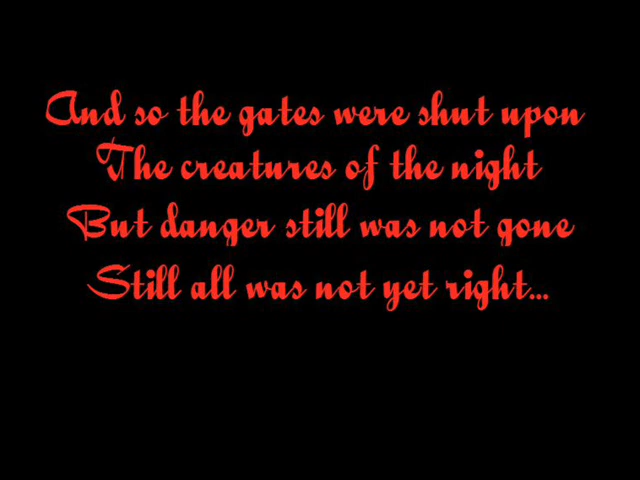 And so the gates were shut upon
The creatures of the night
But danger still was not gone
Still all was not yet right...